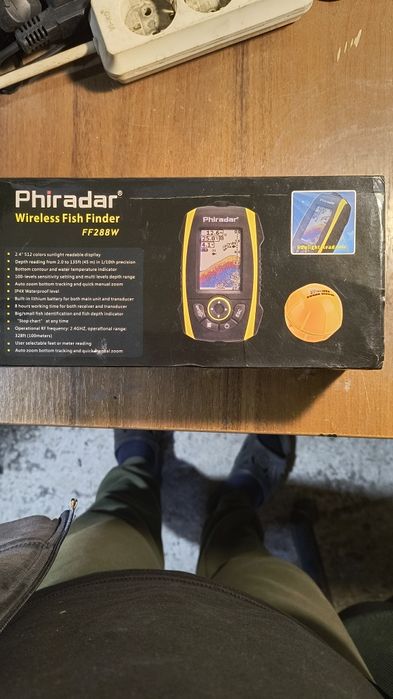 Phiradar®
Wireless Fish Finder
FF288W
2.4" 512 colors sunlight readable displey
Depth reading from 2.0 to 135ft (45 m) in 1/10th precision
Bottom contour and water temperature indicator
100-levels sensitivity setting and multi levels depth range
Auto zoom bottom tracking and quick manual zoom
IPX4 Waterproof level
Built-in lithium battery for both main unit and transducer
8 hours working time for both receiver and transducer
Big/small fish identification and fish depth indicator
"Stop chart" at any time
Operational RF frequency: 2.4GHZ, operational range:
328ft (100meters)
User selectable feet or meter reading
Auto zoom bottom tracking and quick manual zoom
Phiradar
12.6